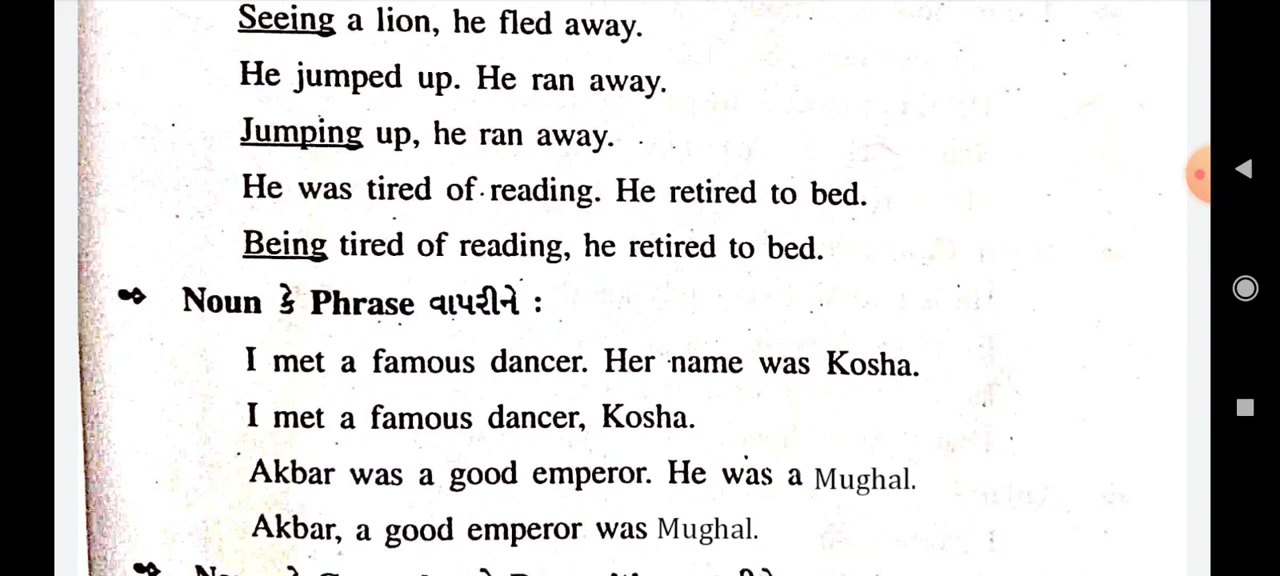 Seeing a lion, he fled away.
He jumped up. He ran away.
Jumping up, he ran away.
He was tired of reading. He retired to bed.
Being tired of reading, he retired to bed.
Noun કે Phrase વાપરીને :
I met a famous dancer. Her name was Kosha.
I met a famous dancer, Kosha.
Akbar was a good emperor. He was a Mughal.
Akbar, a good emperor was Mughal.